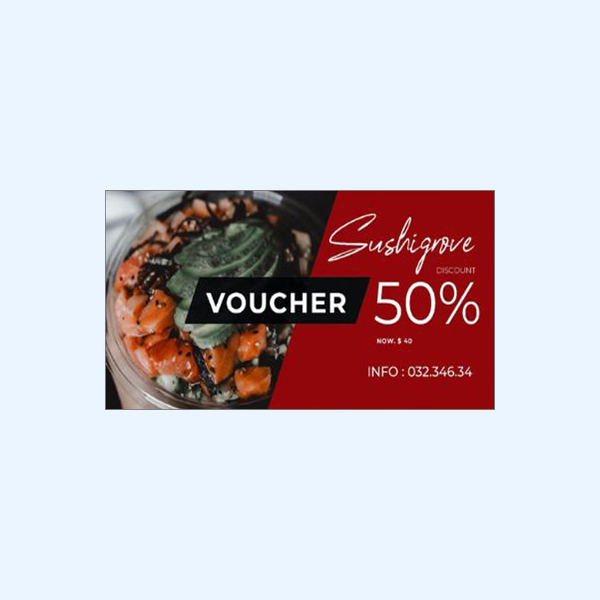 Sushigrove
DISCOUNT
VOUCHER
50%
NOW. $ 40
INFO : 032.346.34